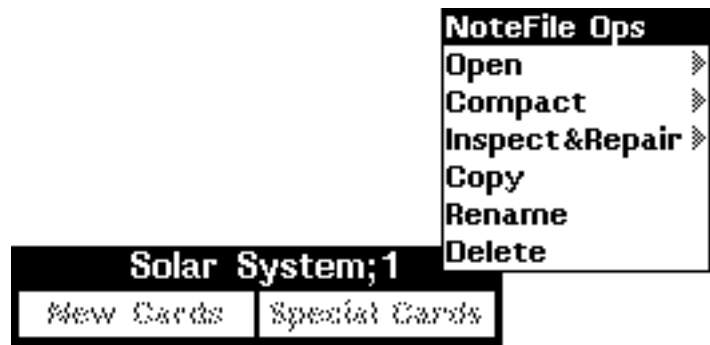 NoteFile Ops
Open
Compact
Inspect&Repair
Copy
Rename
Delete
Solar System;1
New Cards Special Cards